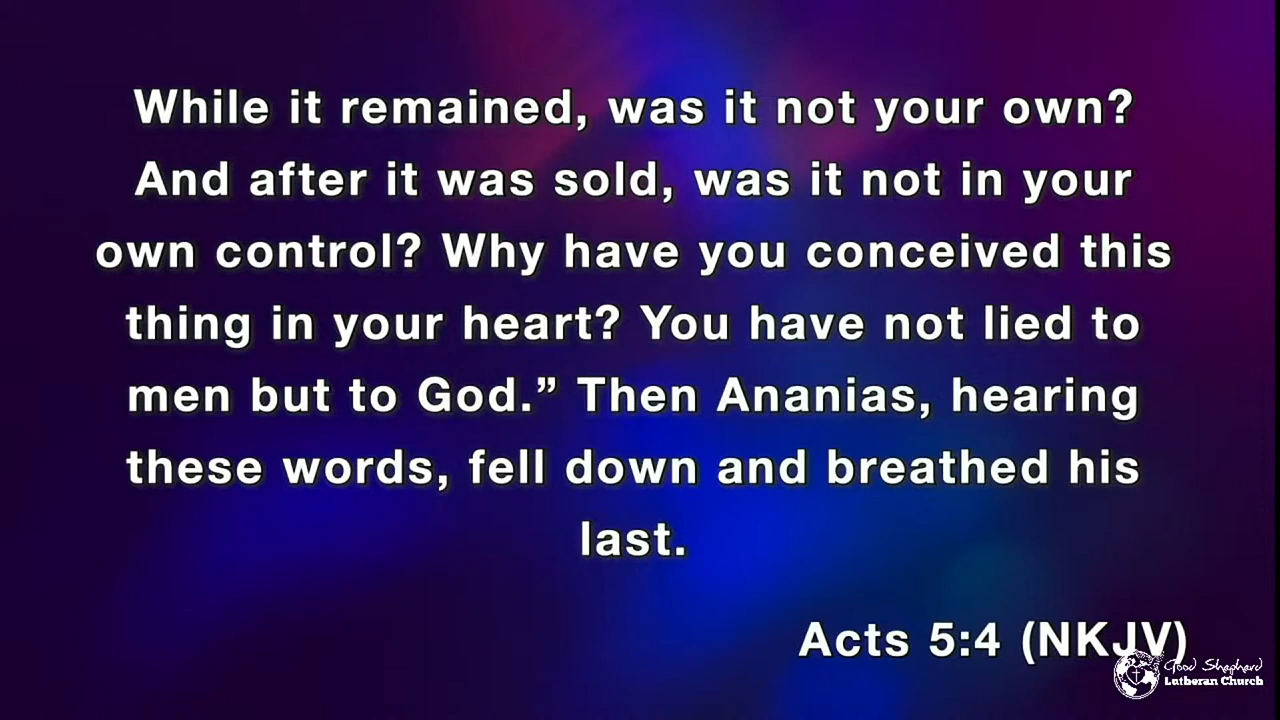 While it remained, was it not your own?
And after it was sold, was it not in your
own control? Why have you conceived this
thing in your heart? You have not lied to
men but to God.” Then Ananias, hearing
these words, fell down and breathed his
last.
Acts 5:4 (NKJV)
Good Shepherd
Lutheran Church